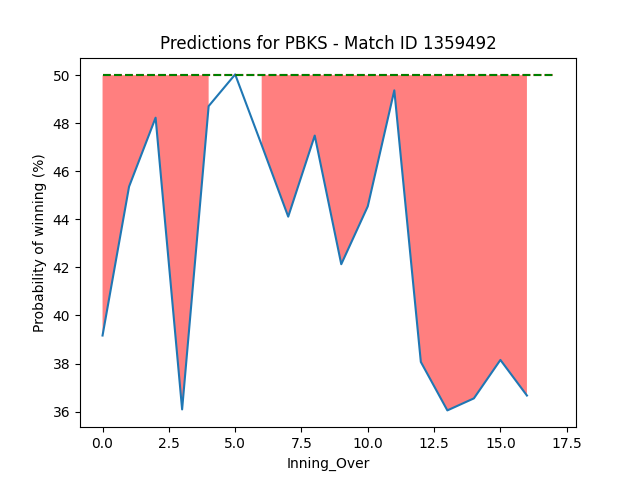 Predictions for PBKS - Match ID 1359492
Probability of winning (%)
50
48
46
44
42
40
38
36
0.0 2.5 5.0 7.5 10.0 12.5 15.0 17.5
Inning_Over